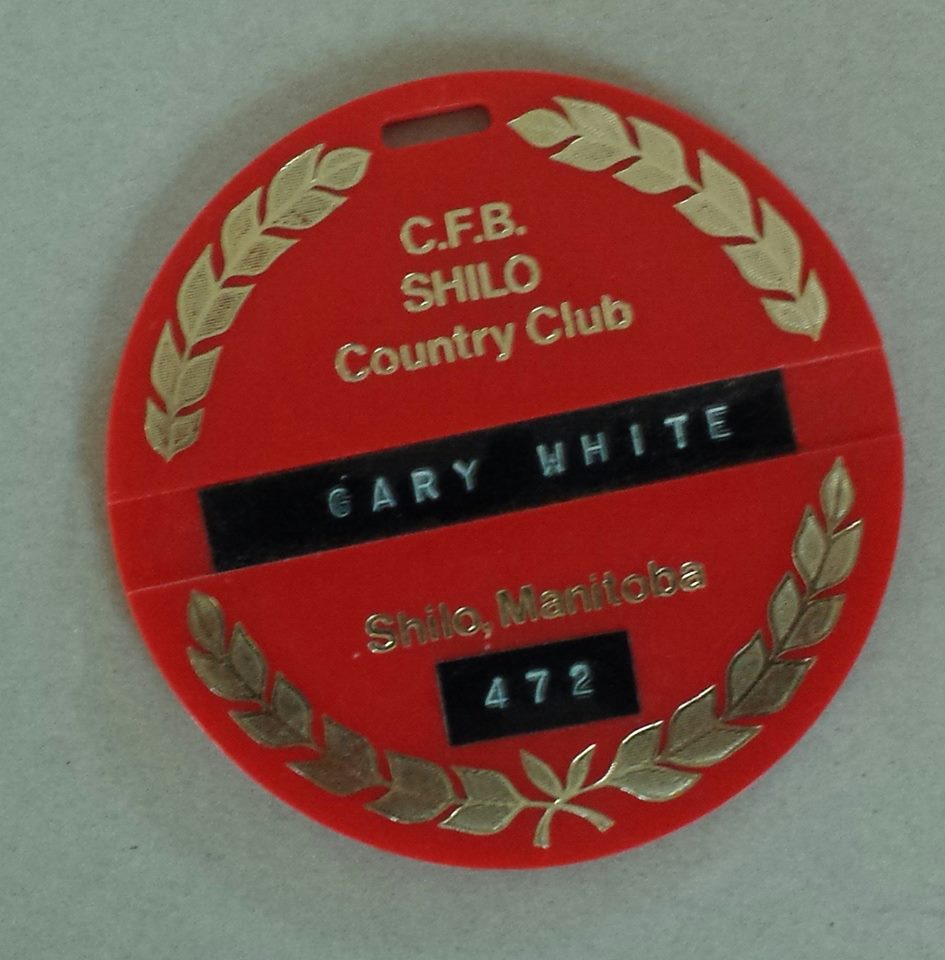 C.F.B.
SHILO
Country Club
GARY WHITE
Shilo, Manitoba
472